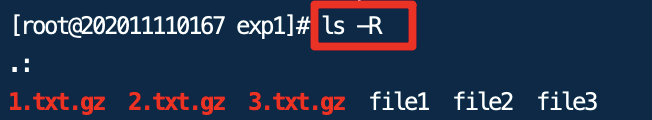 [root@202011110167 exp1]# ls -R
.:
1.txt.gz 2.txt.gz 3.txt.gz file1 file2 file3